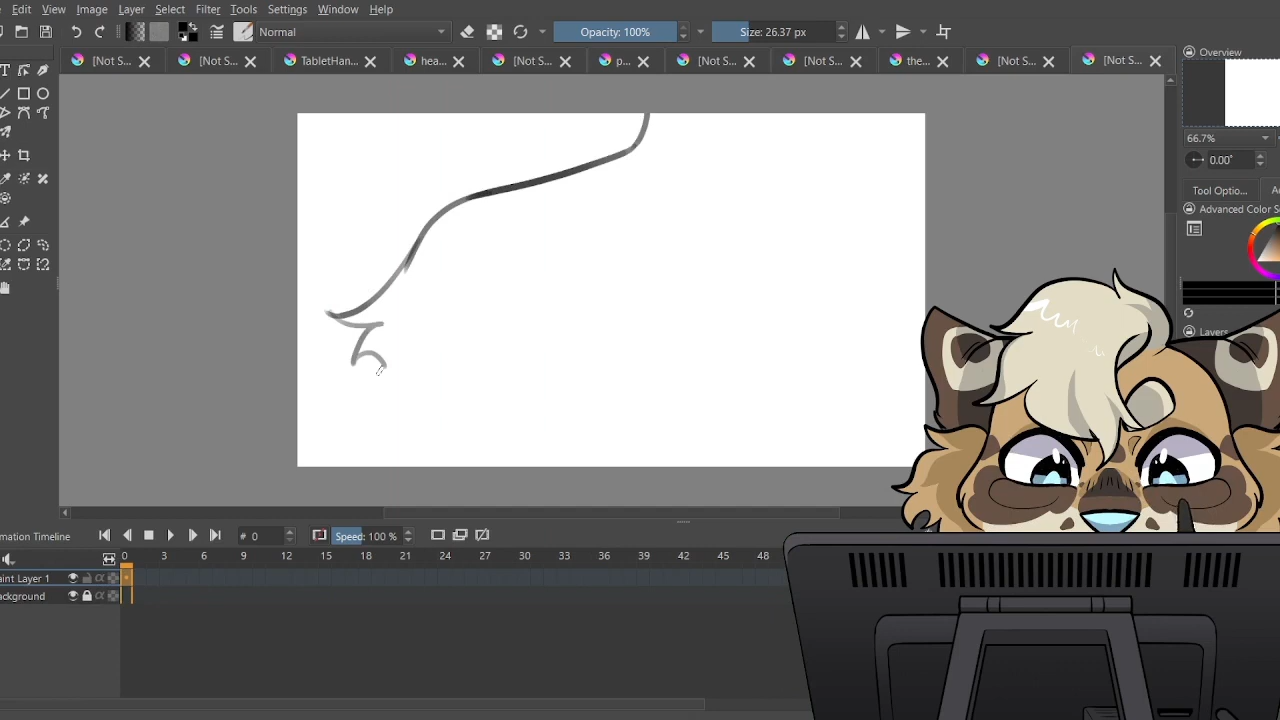 Edit View Image Layer Select Filter Tools Settings Window Help
Normal Opacity: 100% Size: 26.37 px
[Not S... [Not S... TabletHan... hea... [Not S... p... [Not S... [Not S... the... [Not S... [Not S...
Overview
66.7%
0.00°
Tool Optio...
Advanced Color S
Layers
mation Timeline # 0 Speed: 100 %
0 3 6 9 12 15 18 21 24 27 30 33 36 39 42 45 48
aint Layer 1
ackground